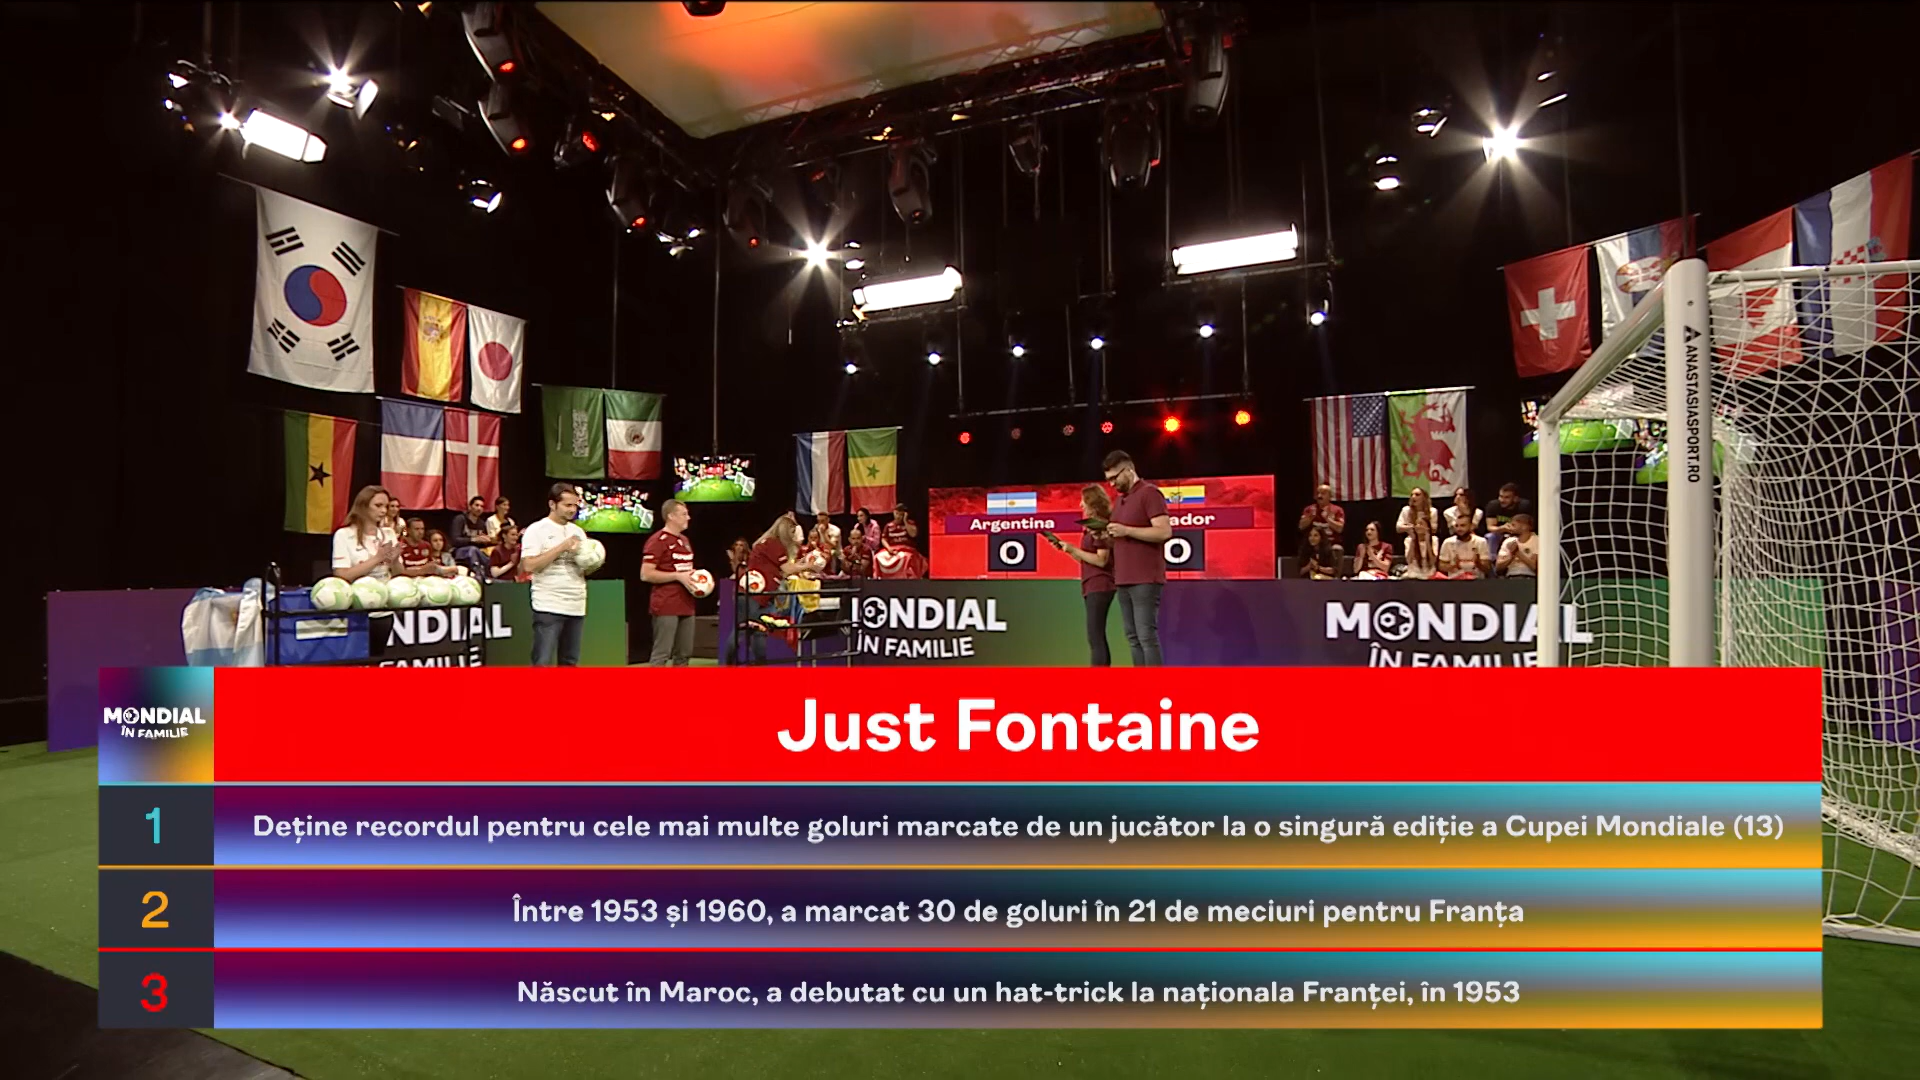 ANASTASIASPORT.RO
Argentina
ador
0
0
NDIAL
FAMILIE
MONDIAL
ÎN FAMILIE
MONDIAL
ÎN FAMILIE
MONDIAL
ÎN FAMILIE
Just Fontaine
1
Deține recordul pentru cele mai multe goluri marcate de un jucător la o singură ediție a Cupei Mondiale (13)
2
Între 1953 și 1960, a marcat 30 de goluri în 21 de meciuri pentru Franța
3
Născut în Maroc, a debutat cu un hat-trick la naționala Franței, în 1953